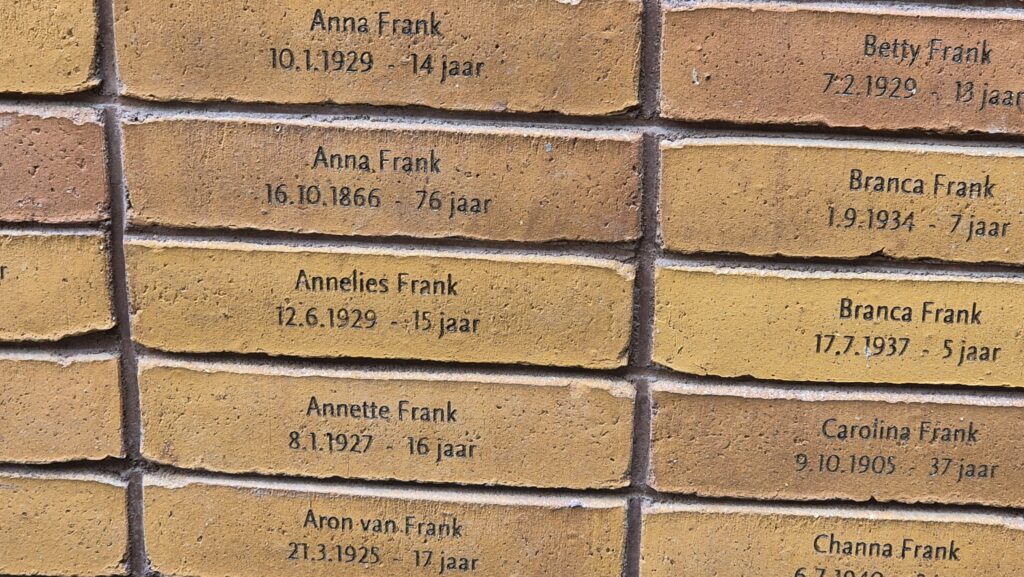 Anna Frank
10.1.1929 - 14 jaar
Anna Frank
16.10.1866 - 76 jaar
Annelies Frank
12.6.1929 - 15 jaar
Annette Frank
8.1.1927 - 16 jaar
Aron van Frank
21.3.1925 - 17 jaar
Betty Frank
7.2.1929 - 13 jaar
Branca Frank
1.9.1934 - 7 jaar
Branca Frank
17.7.1937 - 5 jaar
Carolina Frank
9.10.1905 - 37 jaar
Channa Frank